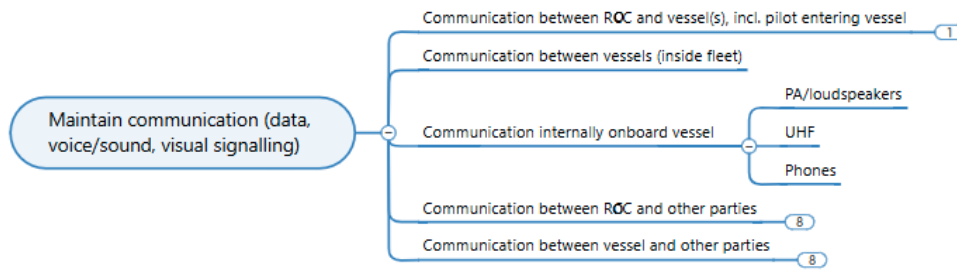 Communication between ROC and vessel(s), incl. pilot entering vessel
1
Communication between vessels (inside fleet)
Maintain communication (data,
voice/sound, visual signalling)
Communication internally onboard vessel
PA/loudspeakers
UHF
Phones
Communication between ROC and other parties
8
Communication between vessel and other parties
8